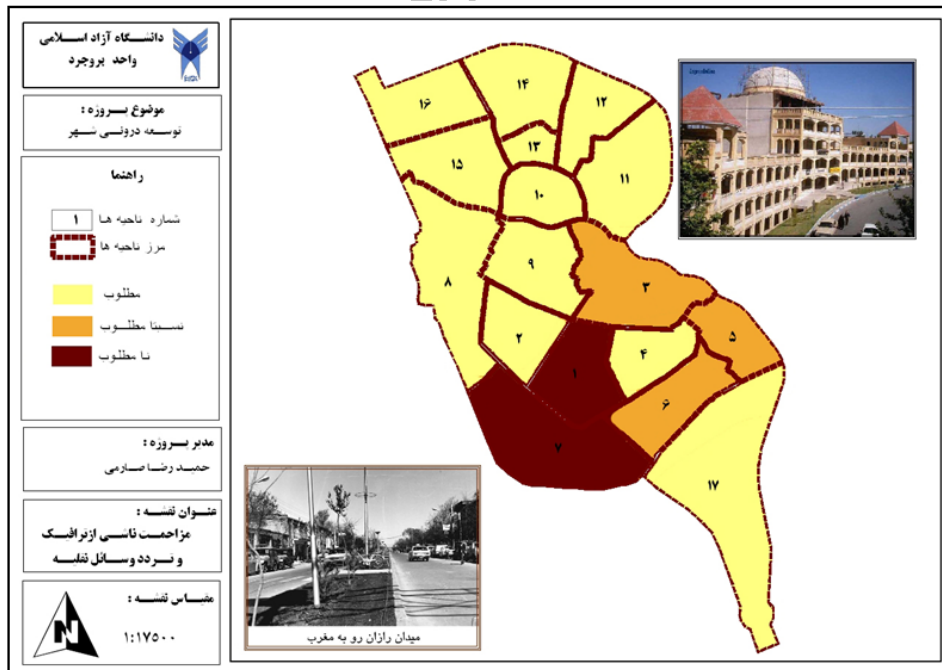 دانشگاه آزاد اسلامی
واحد بروجرد
موضوع پروژه :
توسعه درونی شهر
راهنما
۱
شماره ناحیه ها
مرز ناحیه ها
مطلوب
نسبتا مطلوب
نا مطلوب
مدیر پروژه :
حمید رضا صارمی
عنوان نقشه :
مزاحمت ناشی از ترافیک
و تردد وسائل نقلیه
مقیاس نقشه :
۱:۱۷۵۰۰
N
۱۶
۱۴
۱۲
۱۳
۱۵
۱۱
۱۰
۹
۸
۳
۲
۵
۴
۱
۶
۷
۱۷
میدان رازان رو به مغرب